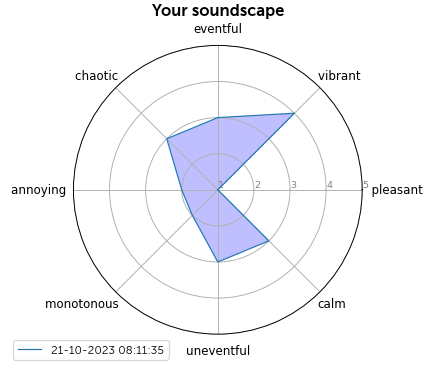 Your soundscape
eventful
chaotic
vibrant
annoying
1
2
3
4
5
pleasant
monotonous
calm
uneventful
21-10-2023 08:11:35